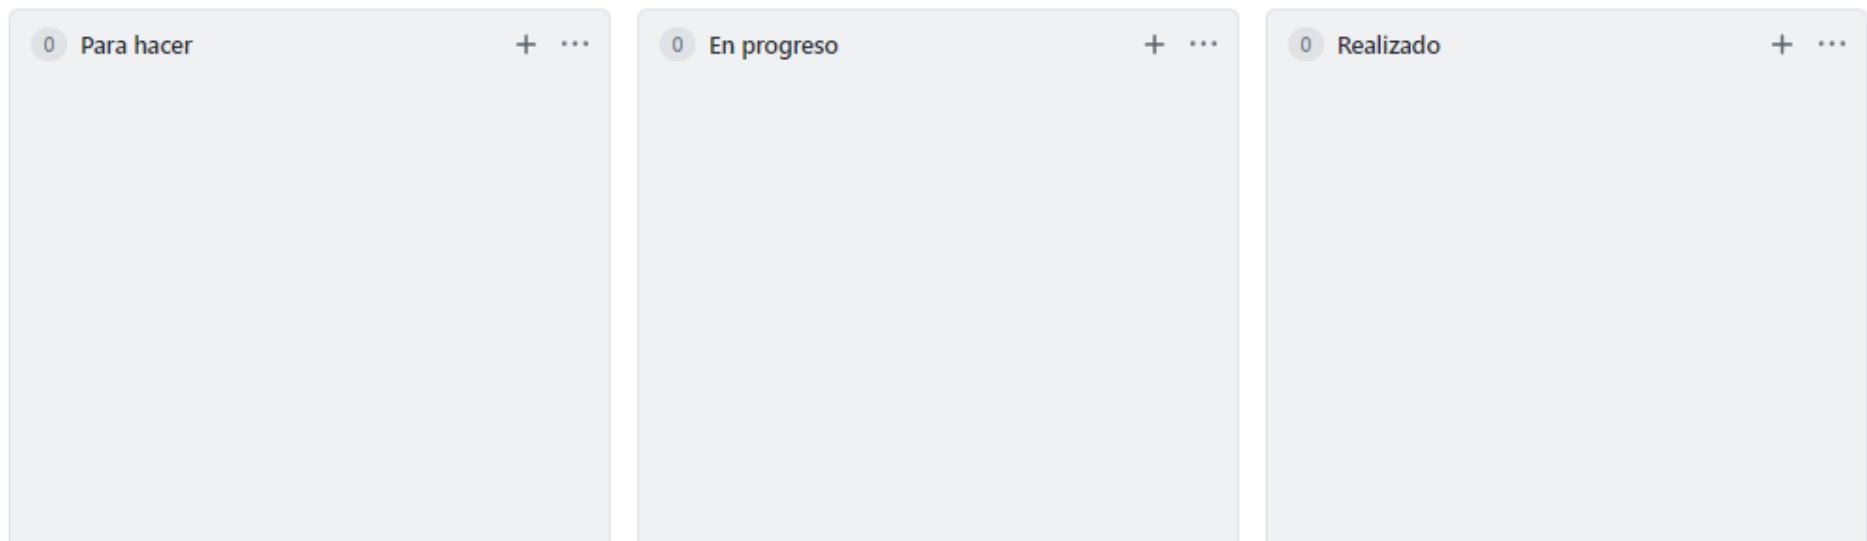 0 Para hacer + ...
0 En progreso + ...
0 Realizado + ...